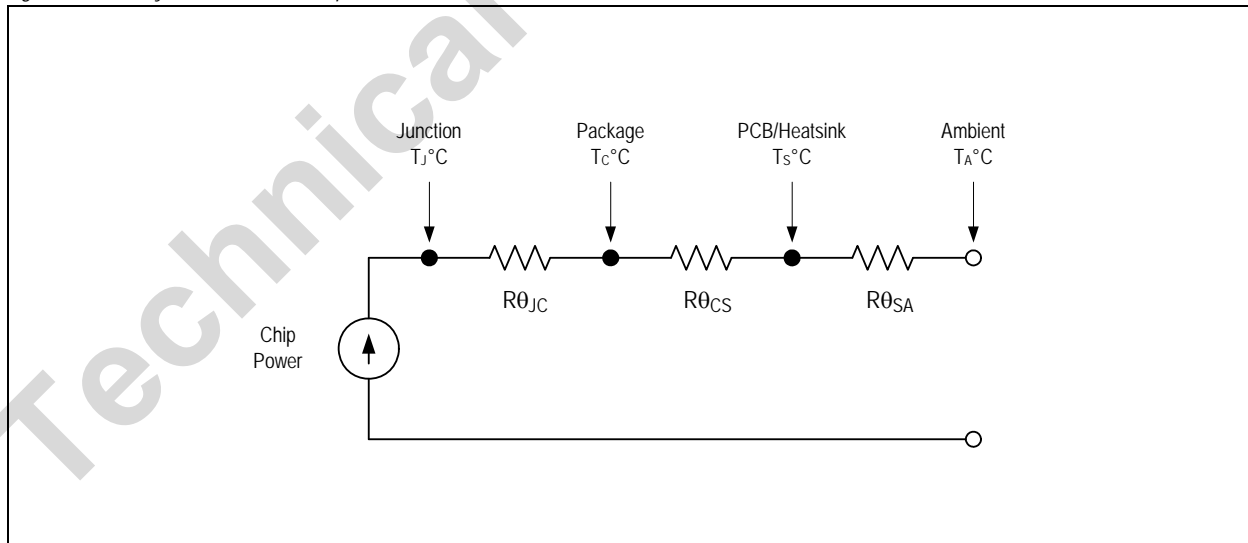 Technical
Junction
TJ°C
Package
TC°C
PCB/Heatsink
TS°C
Ambient
TA°C
RθJC
RθCS
RθSA
Chip
Power